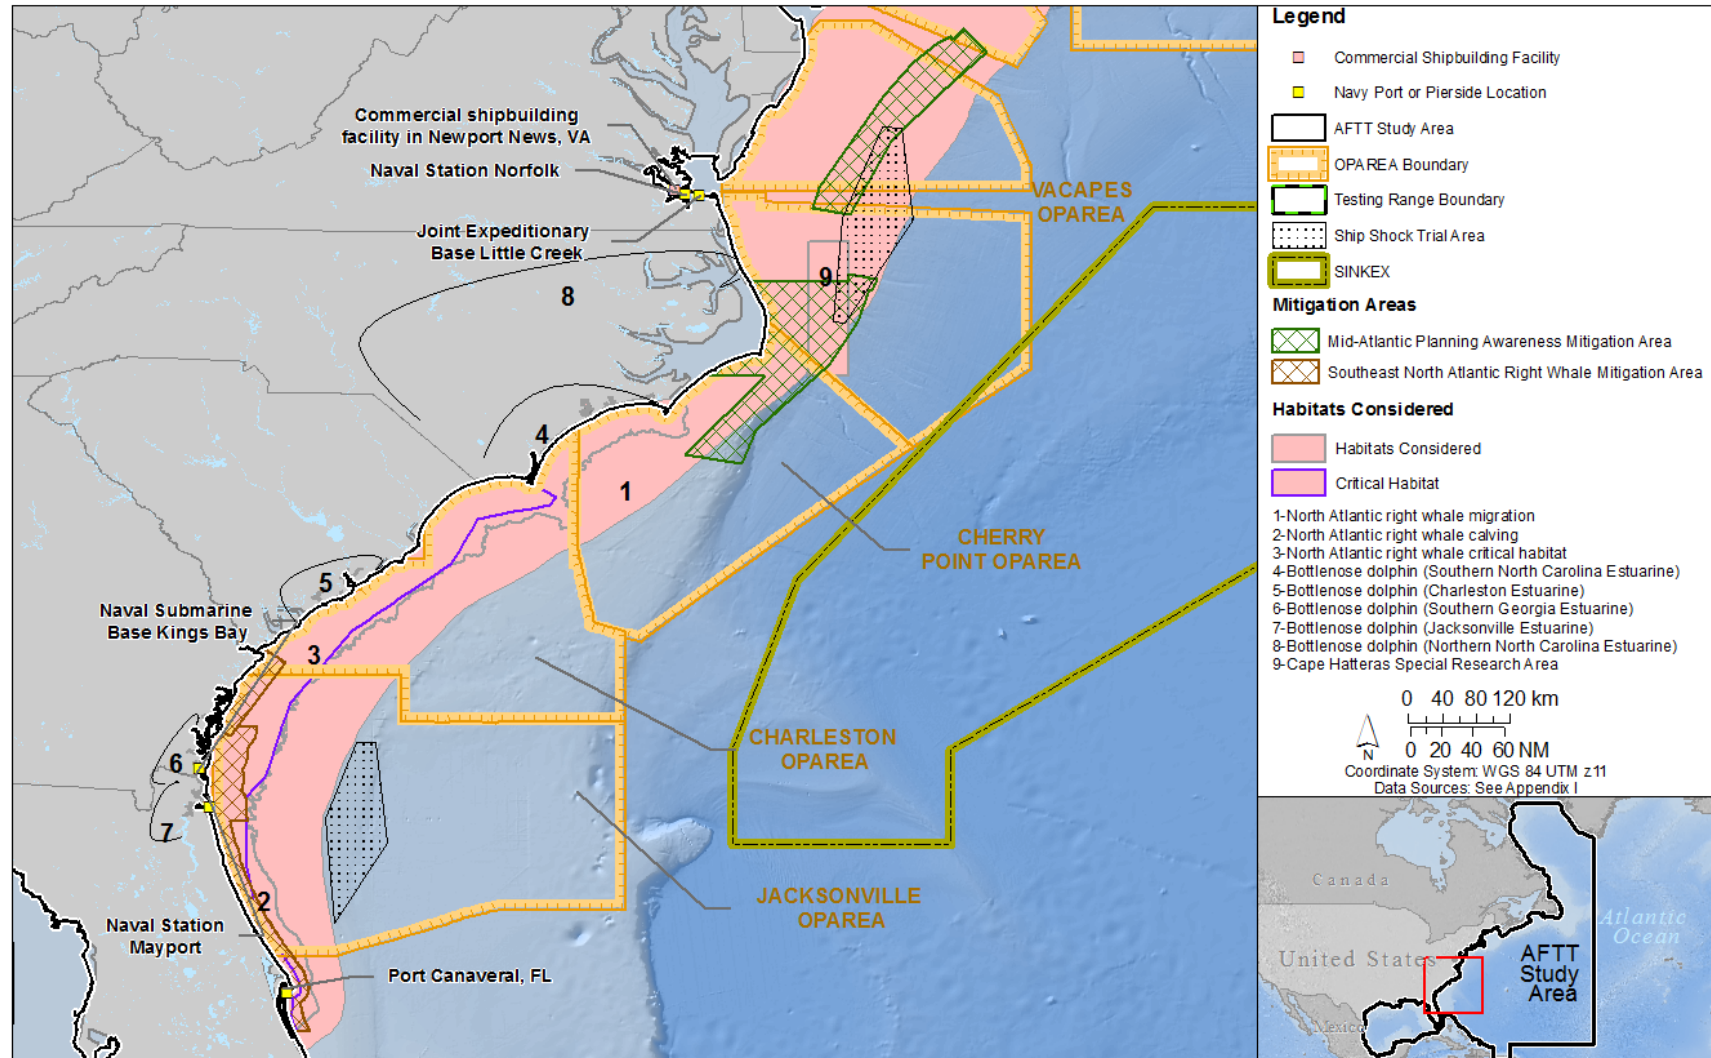 Commercial shipbuilding
facility in Newport News, VA
Naval Station Norfolk
Joint Expeditionary
Base Little Creek
8
9
VACAPES
OPAREA
4
1
CHERRY
POINT OPAREA
5
Naval Submarine
Base Kings Bay
3
CHARLESTON
OPAREA
6
7
2
JACKSONVILLE
OPAREA
Naval Station
Mayport
Port Canaveral, FL
Legend
Commercial Shipbuilding Facility
Navy Port or Pierside Location
AFTT Study Area
OPAREA Boundary
Testing Range Boundary
Ship Shock Trial Area
SINKEX
Mitigation Areas
Mid-Atlantic Planning Awareness Mitigation Area
Southeast North Atlantic Right Whale Mitigation Area
Habitats Considered
Habitats Considered
Critical Habitat
1-North Atlantic right whale migration
2-North Atlantic right whale calving
3-North Atlantic right whale critical habitat
4-Bottlenose dolphin (Southern North Carolina Estuarine)
5-Bottlenose dolphin (Charleston Estuarine)
6-Bottlenose dolphin (Southern Georgia Estuarine)
7-Bottlenose dolphin (Jacksonville Estuarine)
8-Bottlenose dolphin (Northern North Carolina Estuarine)
9-Cape Hatteras Special Research Area
0 40 80 120 km
N
0 20 40 60 NM
Coordinate System: WGS 84 UTM z11
Data Sources: See Appendix I
Canada
United States
Mexico
Atlantic
Ocean
AFTT
Study
Area